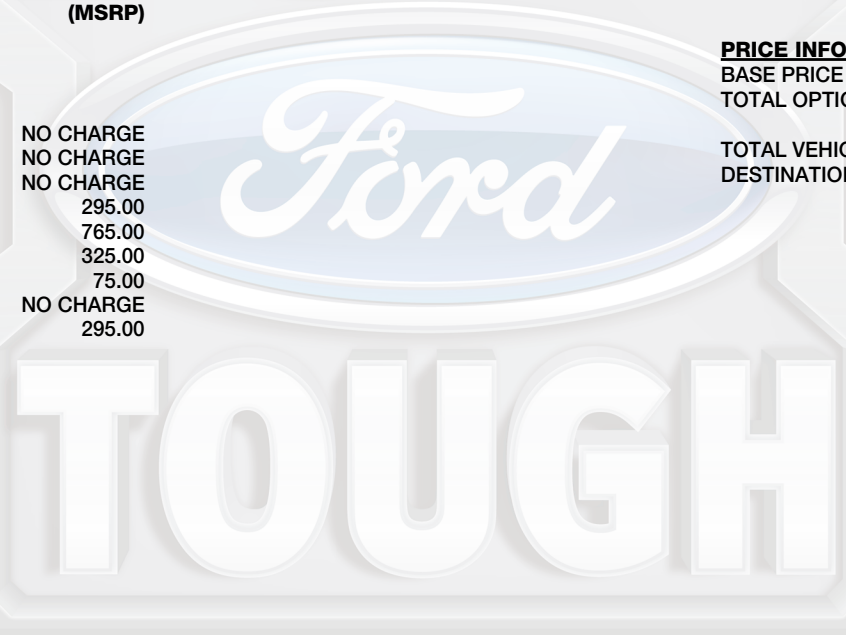 (MSRP)
NO CHARGE
NO CHARGE
NO CHARGE
295.00
765.00
325.00
75.00
NO CHARGE
295.00
PRICE INFO
BASE PRICE
TOTAL OPTIO
TOTAL VEHIC
DESTINATION
Ford
TOUGH